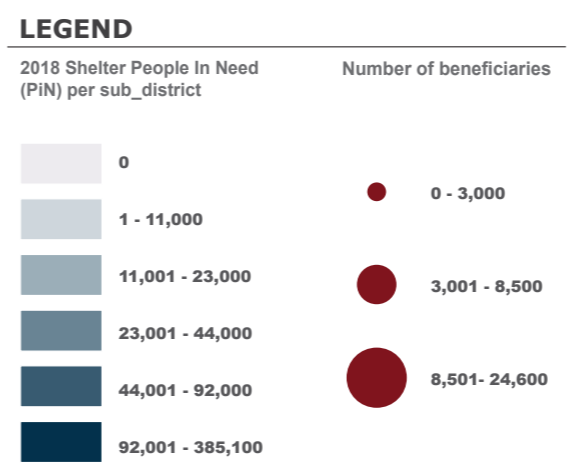 LEGEND
2018 Shelter People In Need
(PiN) per sub_district
0
1 - 11,000
11,001 - 23,000
23,001 - 44,000
44,001 - 92,000
92,001 - 385,100
Number of beneficiaries
0 - 3,000
3,001 - 8,500
8,501- 24,600